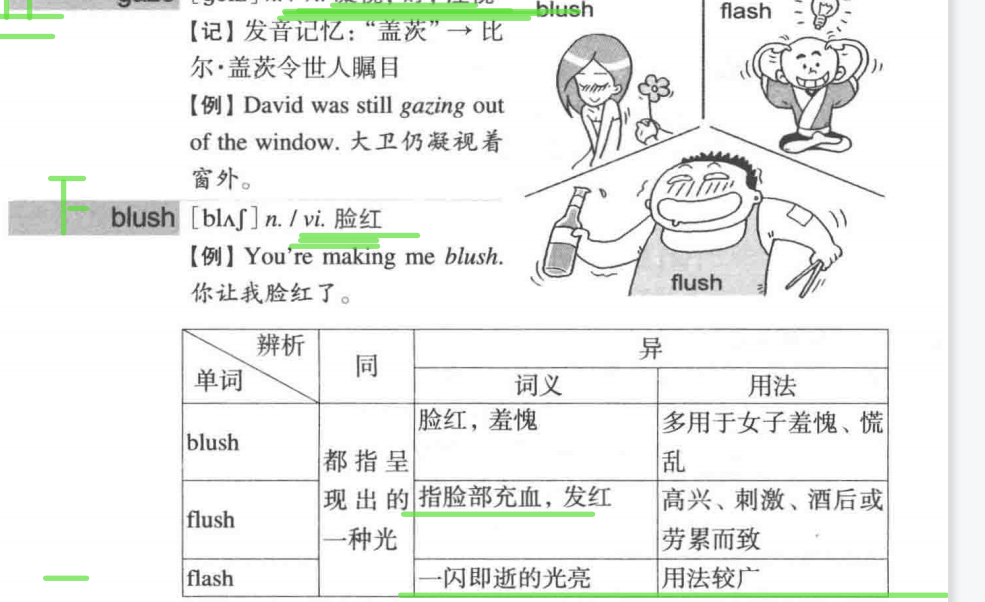 【记】发音记忆：“盖茨”→ 比
尔·盖茨令世人瞩目
【例】David was still gazing out
of the window. 大卫仍凝视着
窗外。
blush [blʌʃ] n. / vi. 脸红
【例】You're making me blush.
你让我脸红了。
blush
flash
flush
辨析
单词
同
异
词义
用法
blush
都指呈
现出的
一种光
脸红，羞愧
多用于女子羞愧、慌
乱
flush
指脸部充血，发红
高兴、刺激、酒后或
劳累而致
flash
一闪即逝的光亮
用法较广